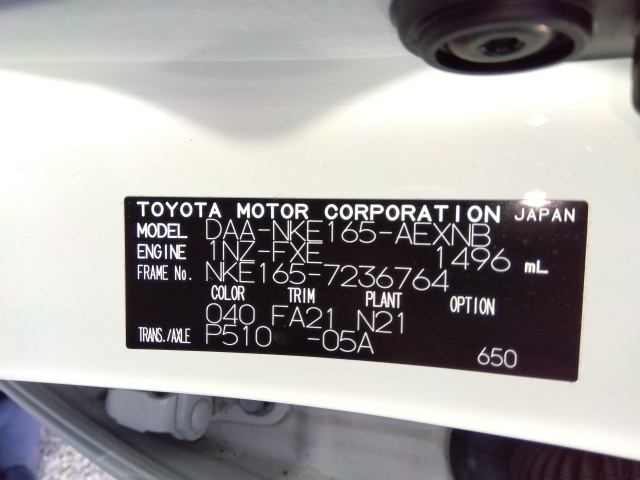 TOYOTA MOTOR CORPORATION JAPAN
MODEL DAA-NKE165-AEXNB
ENGINE 1NZ-FXE 1496 mL
FRAME No. NKE165-7236764
COLOR TRIM PLANT OPTION
040 FA21 N21
TRANS./AXLE P510 -05A
650